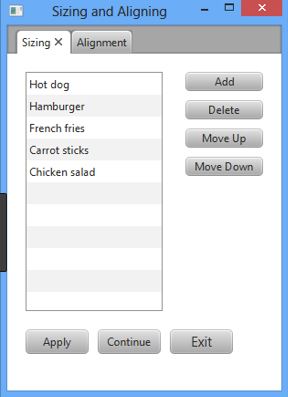 Sizing and Aligning
Sizing Alignment
Hot dog
Hamburger
French fries
Carrot sticks
Chicken salad
Add
Delete
Move Up
Move Down
Apply Continue Exit